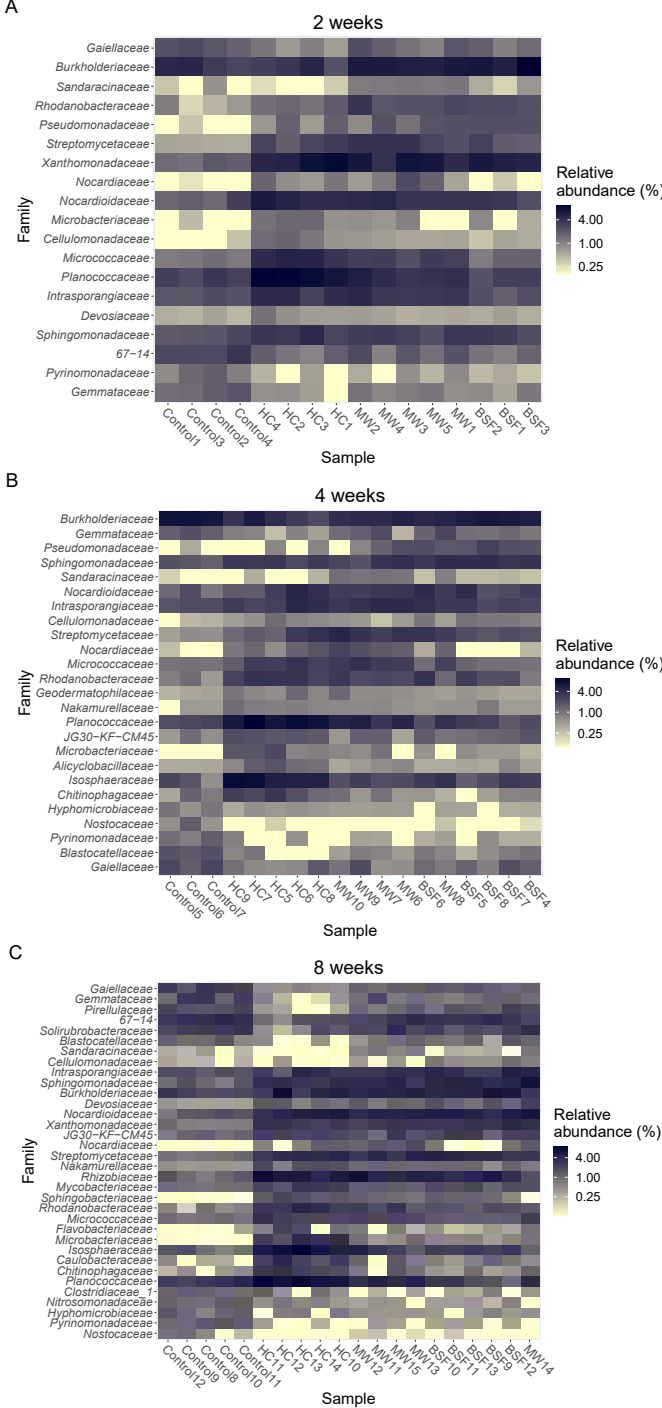 A
2 weeks
Gaiellaceae
Burkholderiaceae
Sandaracinaceae
Rhodanobacteraceae
Pseudomonadaceae
Streptomycetaceae
Xanthomonadaceae
Nocardiaceae
Nocardioidaceae
Microbacteriaceae
Cellulomonadaceae
Micrococcaceae
Planococcaceae
Intrasporangiaceae
Devosiaceae
Sphingomonadaceae
67−14
Pyrinomonadaceae
Gemmataceae
Family
Relative
abundance (%)
4.00
1.00
0.25
Control1 Control3 Control2 Control4 HC4 HC2 HC3 HC1 MW2 MW4 MW3 MW5 MW1 BSF2 BSF1 BSF3
Sample
B
4 weeks
Burkholderiaceae
Gemmataceae
Pseudomonadaceae
Sphingomonadaceae
Sandaracinaceae
Nocardioidaceae
Intrasporangiaceae
Cellulomonadaceae
Streptomycetaceae
Nocardiaceae
Micrococcaceae
Rhodanobacteraceae
Geodermatophilaceae
Nakamurellaceae
Planococcaceae
JG30−KF−CM45
Microbacteriaceae
Alicyclobacillaceae
Isosphaeraceae
Chitinophagaceae
Hyphomicrobiaceae
Nostocaceae
Pyrinomonadaceae
Blastocatellaceae
Gaiellaceae
Family
Relative
abundance (%)
4.00
1.00
0.25
Control5 Control6 Control7 HC9 HC7 HC5 HC6 HC8 MW10 MW9 MW7 MW6 BSF6 MW8 BSF5 BSF8 BSF7 BSF4
Sample
C
8 weeks
Gaiellaceae
Gemmataceae
Pirellulaceae
67−14
Solirubrobacteraceae
Blastocatellaceae
Sandaracinaceae
Cellulomonadaceae
Intrasporangiaceae
Sphingomonadaceae
Burkholderiaceae
Devosiaceae
Nocardioidaceae
Xanthomonadaceae
JG30−KF−CM45
Nocardiaceae
Streptomycetaceae
Nakamurellaceae
Rhizobiaceae
Mycobacteriaceae
Sphingobacteriaceae
Rhodanobacteraceae
Micrococcaceae
Flavobacteriaceae
Microbacteriaceae
Isosphaeraceae
Caulobacteraceae
Chitinophagaceae
Planococcaceae
Clostridiaceae_1
Nitrosomonadaceae
Hyphomicrobiaceae
Pyrinomonadaceae
Nostocaceae
Family
Relative
abundance (%)
4.00
1.00
0.25
Control12 Control9 Control8 Control10 Control11 HC11 HC12 HC13 HC14 HC10 MW12 MW11 MW15 MW13 BSF10 BSF11 BSF13 BSF9 BSF12 MW14
Sample